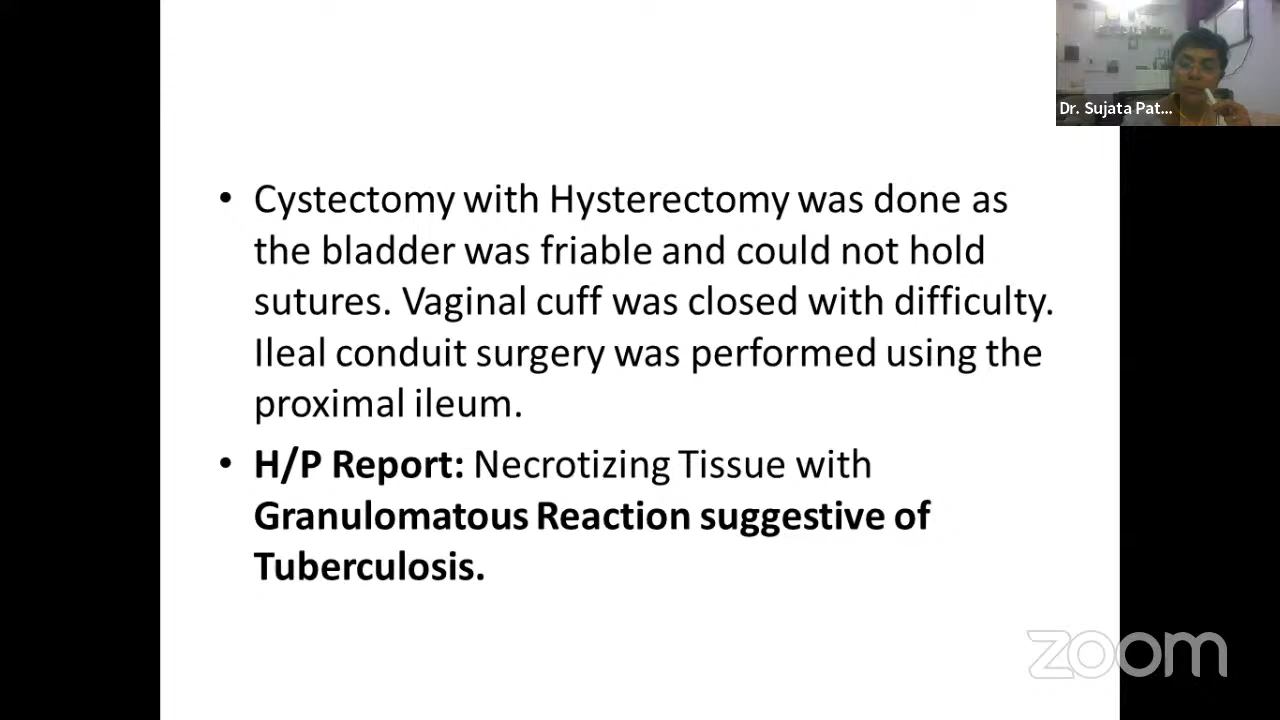 Dr. Sujata Pat...
• Cystectomy with Hysterectomy was done as
the bladder was friable and could not hold
sutures. Vaginal cuff was closed with difficulty.
Ileal conduit surgery was performed using the
proximal ileum.
• H/P Report: Necrotizing Tissue with
Granulomatous Reaction suggestive of
Tuberculosis.
zoom